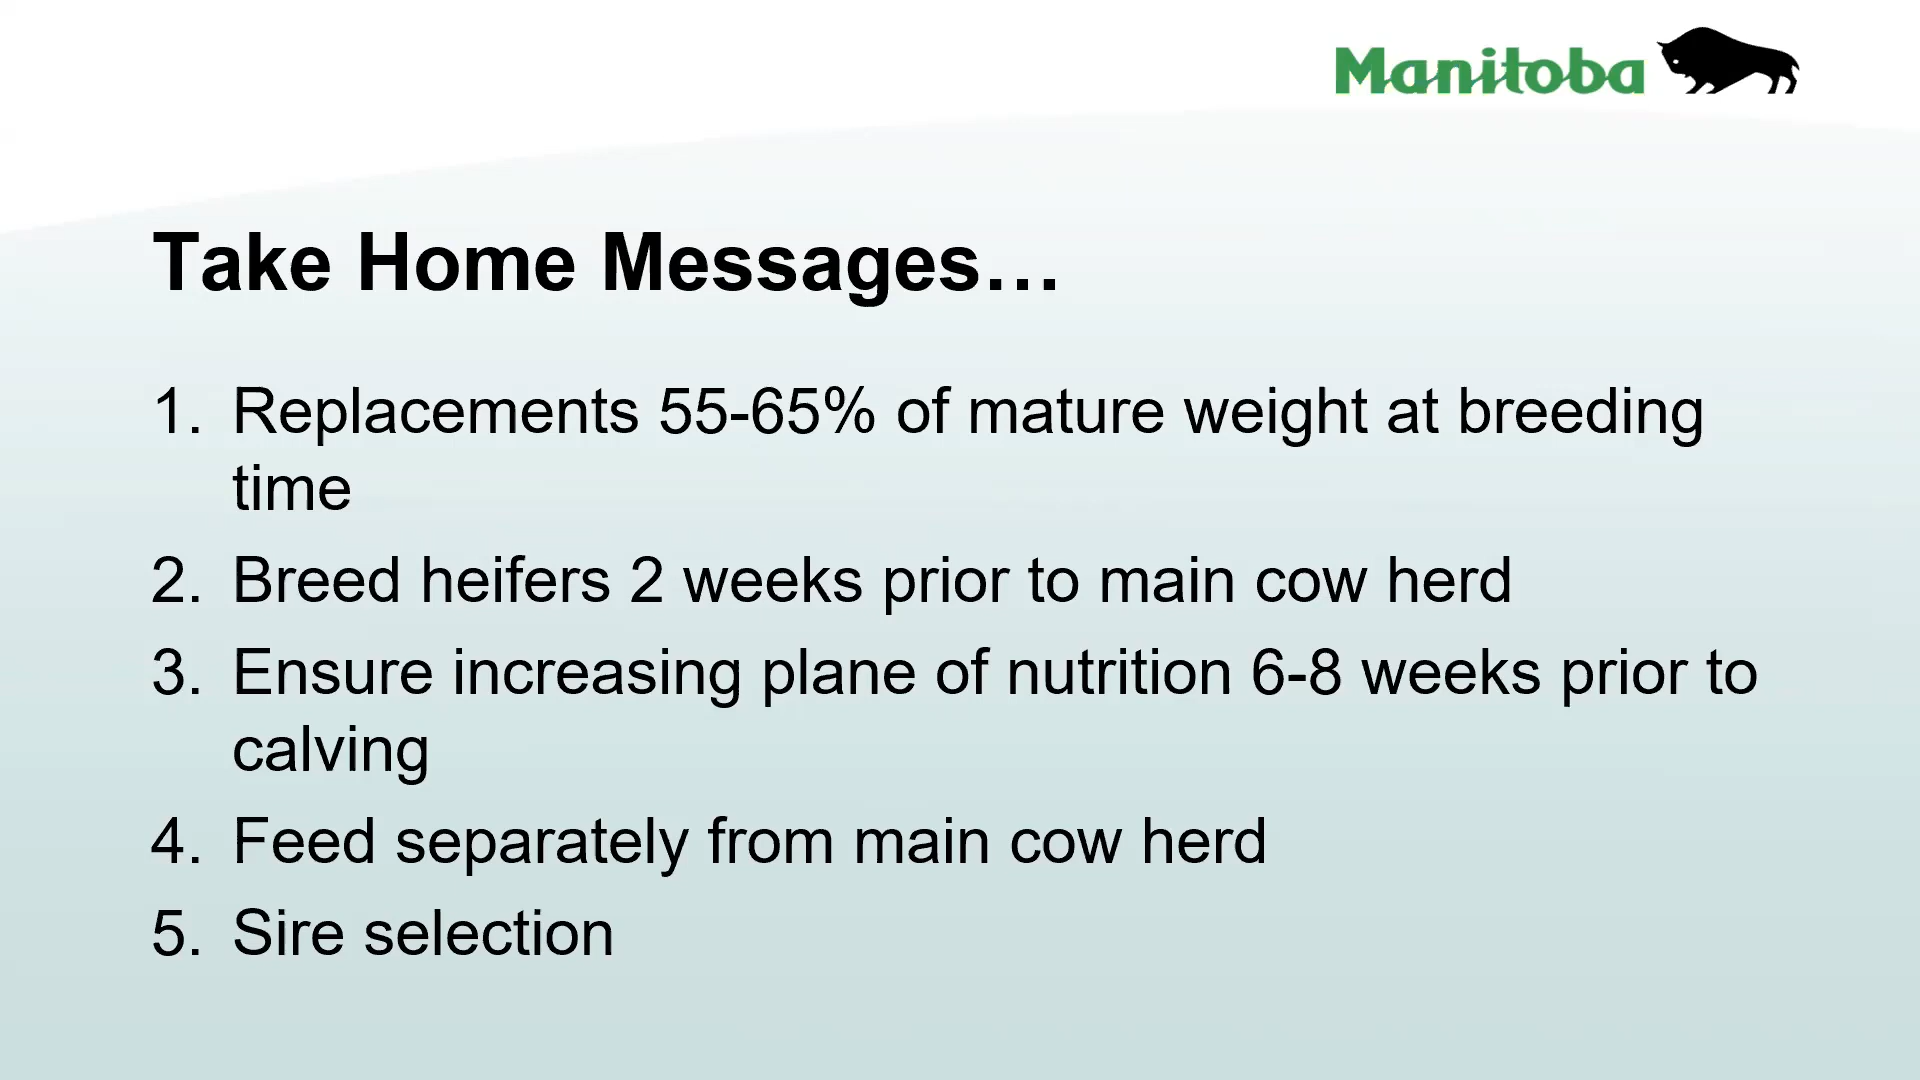 Manitoba
Take Home Messages…
1. Replacements 55-65% of mature weight at breeding
time
2. Breed heifers 2 weeks prior to main cow herd
3. Ensure increasing plane of nutrition 6-8 weeks prior to
calving
4. Feed separately from main cow herd
5. Sire selection